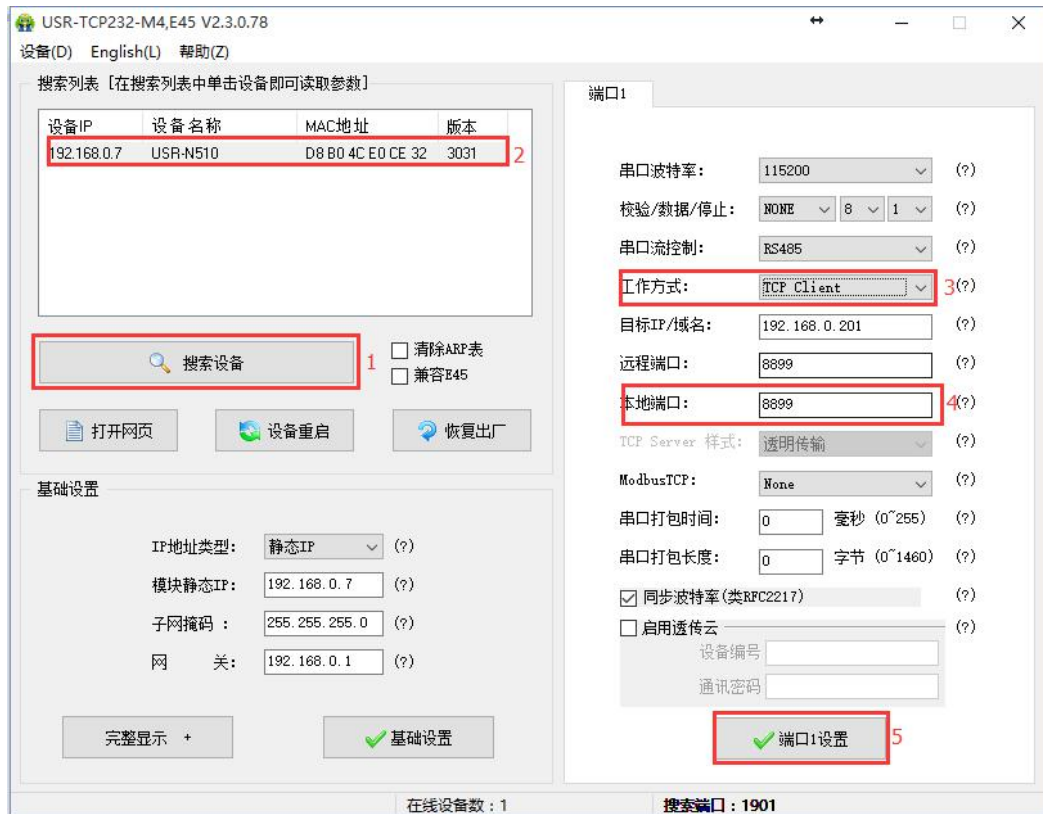 USR-TCP232-M4,E45 V2.3.0.78
设备(D) English(L) 帮助(Z)
搜索列表 [在搜索列表中单击设备即可读取参数]
设备IP 设备名称 MAC地址 版本
192.168.0.7 USR-N510 D8 B0 4C E0 CE 32 3031 2
搜索设备 1
清除ARP表
兼容E45
打开网页 设备重启 恢复出厂
基础设置
IP地址类型: 静态IP (?)
模块静态IP: 192.168.0.7 (?)
子网掩码 : 255.255.255.0 (?)
网 关: 192.168.0.1 (?)
完整显示 + 基础设置
端口1
串口波特率: 115200 (?)
校验/数据/停止: NONE 8 1 (?)
串口流控制: RS485 (?)
工作方式: TCP Client 3 (?)
目标IP/域名: 192.168.0.201 (?)
远程端口: 8899 (?)
本地端口: 8899 4 (?)
TCP Server 样式: 透明传输 (?)
ModbusTCP: None (?)
串口打包时间: 0 毫秒 (0~255) (?)
串口打包长度: 0 字节 (0~1460) (?)
同步波特率(类RFC2217) (?)
启用透传云 (?)
设备编号
通讯密码
端口1设置 5
在线设备数:1 搜索端口:1901